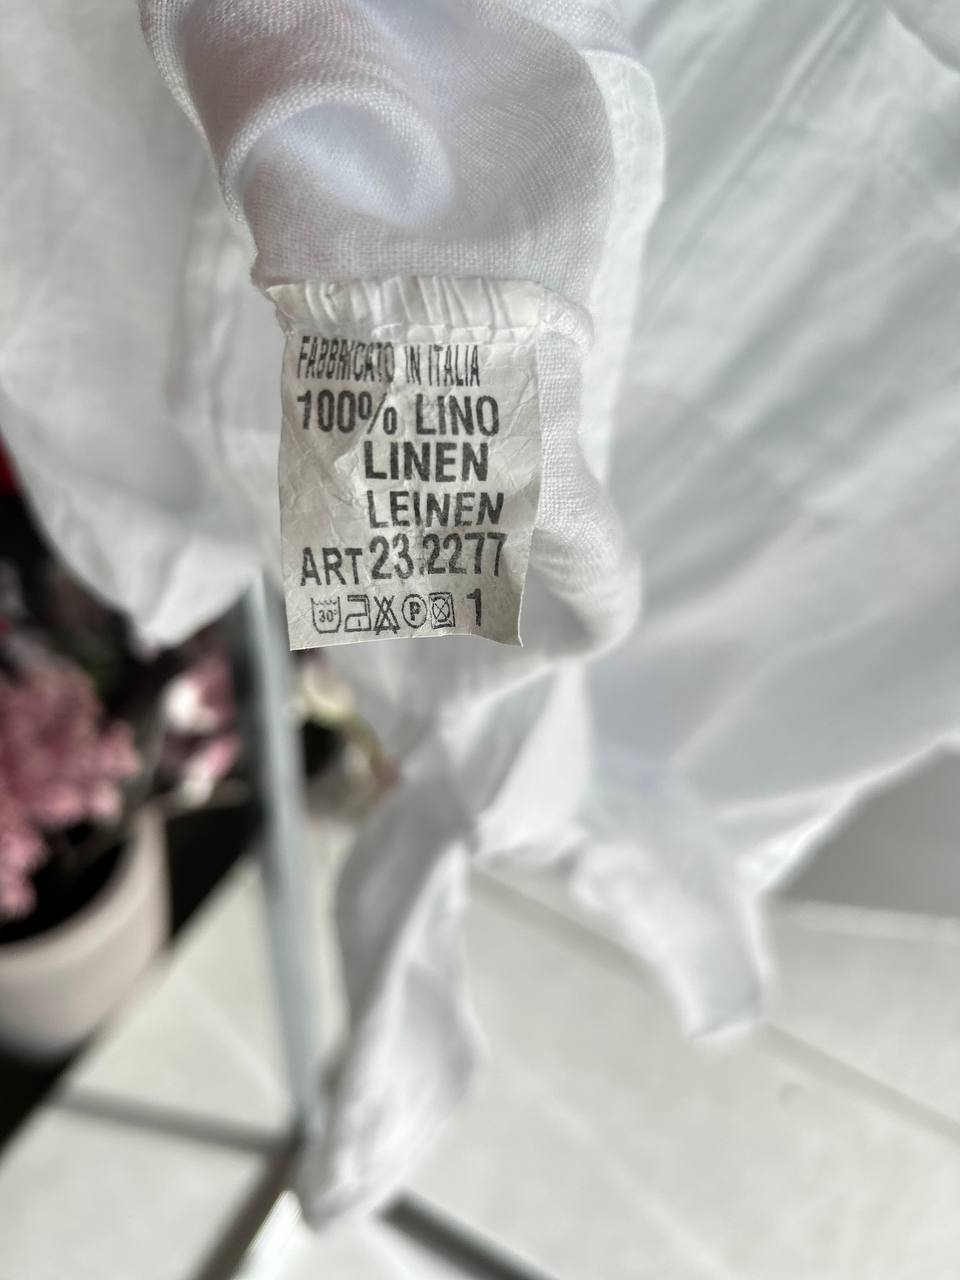 FABBRICATO IN ITALIA
100% LINO
LINEN
LEINEN
ART 23.2277
30° P 1